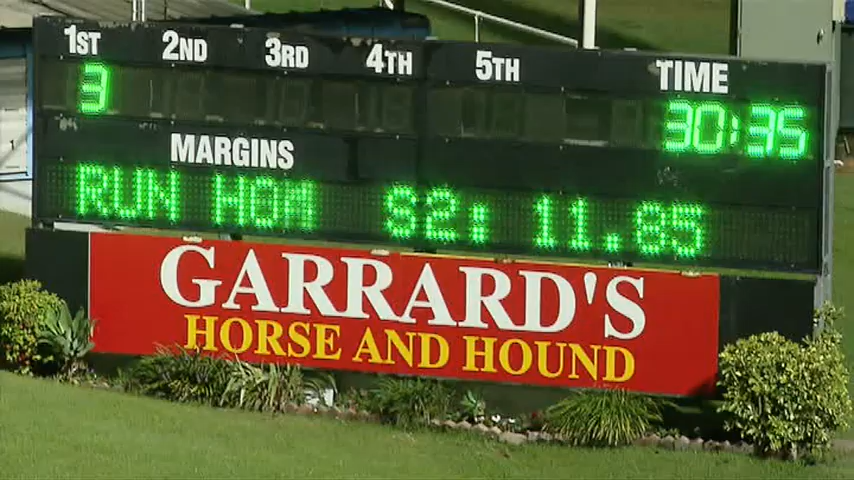 1ST 2ND 3RD 4TH 5TH TIME
3 30:35
MARGINS
RUN HOM S2: 11.85
GARRARD'S
HORSE AND HOUND